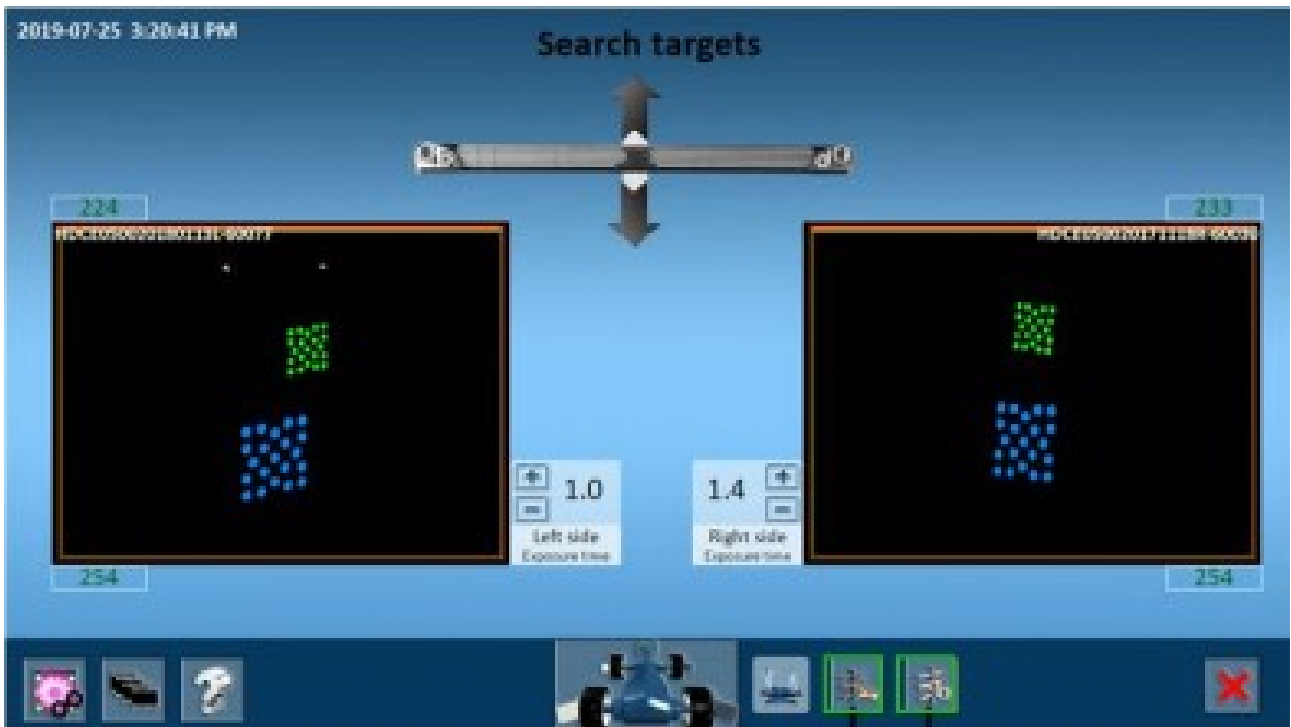 2019-07-25 3:20:41 PM
Search targets
224
233
1.0
Left side
Exposure time
1.4
Right side
Exposure time
254
254